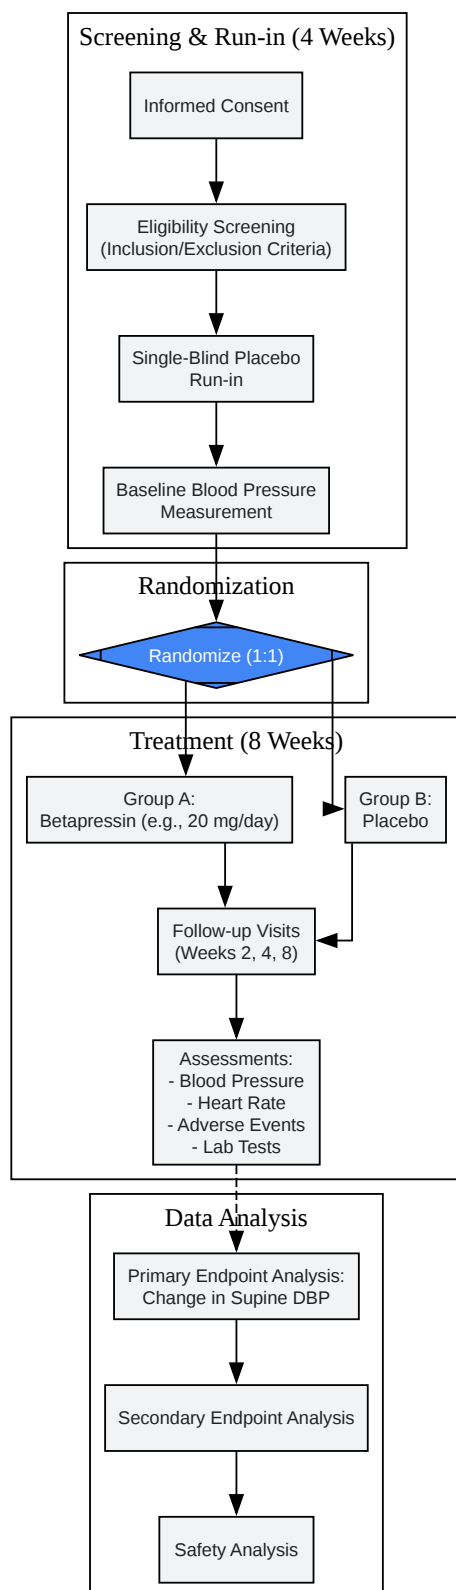 Screening & Run-in (4 Weeks)
Informed Consent
Eligibility Screening
(Inclusion/Exclusion Criteria)
Single-Blind Placebo
Run-in
Baseline Blood Pressure
Measurement
Randomization
Randomize (1:1)
Treatment (8 Weeks)
Group A:
Betapressin (e.g., 20 mg/day)
Group B:
Placebo
Follow-up Visits
(Weeks 2, 4, 8)
Assessments:
- Blood Pressure
- Heart Rate
- Adverse Events
- Lab Tests
Data Analysis
Primary Endpoint Analysis:
Change in Supine DBP
Secondary Endpoint Analysis
Safety Analysis